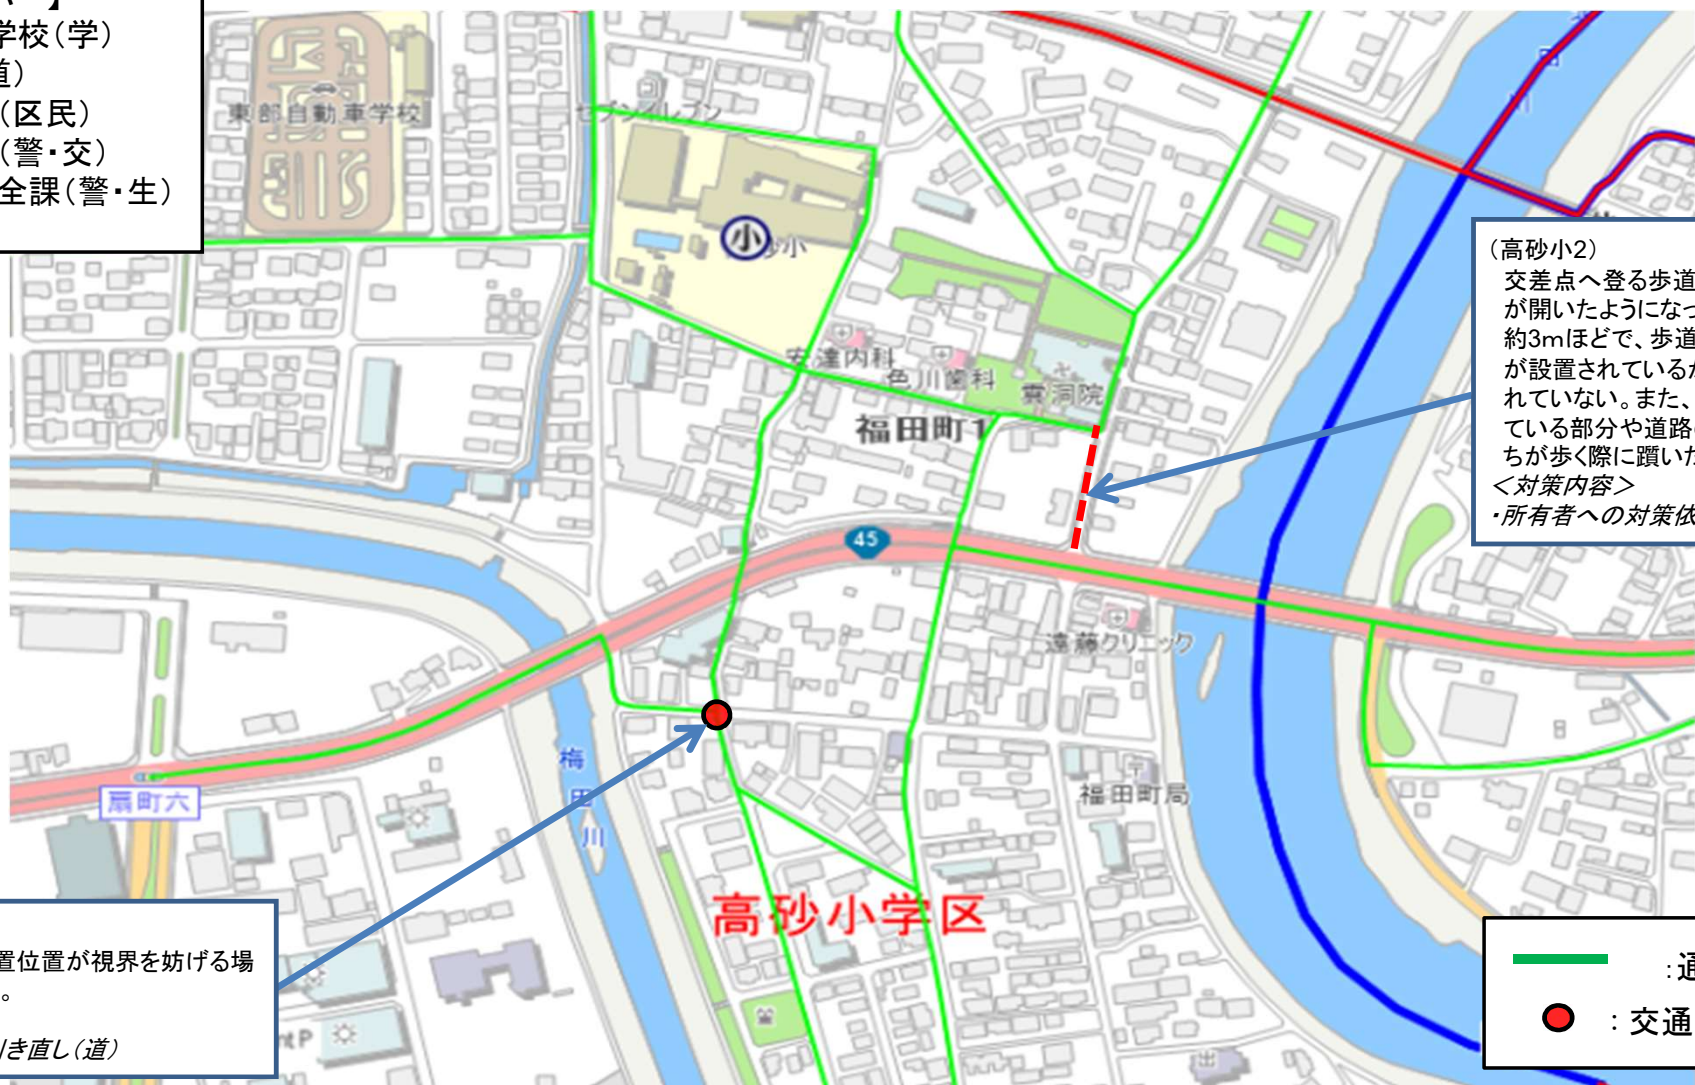 学校（学）
道）
（区民）
（警・交）
全課（警・生）
東部自動車学校
セブンイレブン
小
安達内科
色川歯科
雲洞院
福田町1
45
遠藤クリニック
福田町局
梅田川
扇町六
高砂小学区
（高砂小2）
交差点へ登る歩道
が開いたようになっ
約3mほどで、歩道
が設置されているが
れていない。また、
ている部分や道路
ちが歩く際に躓いた
＜対策内容＞
・所有者への対策依
置位置が視界を妨げる場
。
き直し（道）
：通
：交通